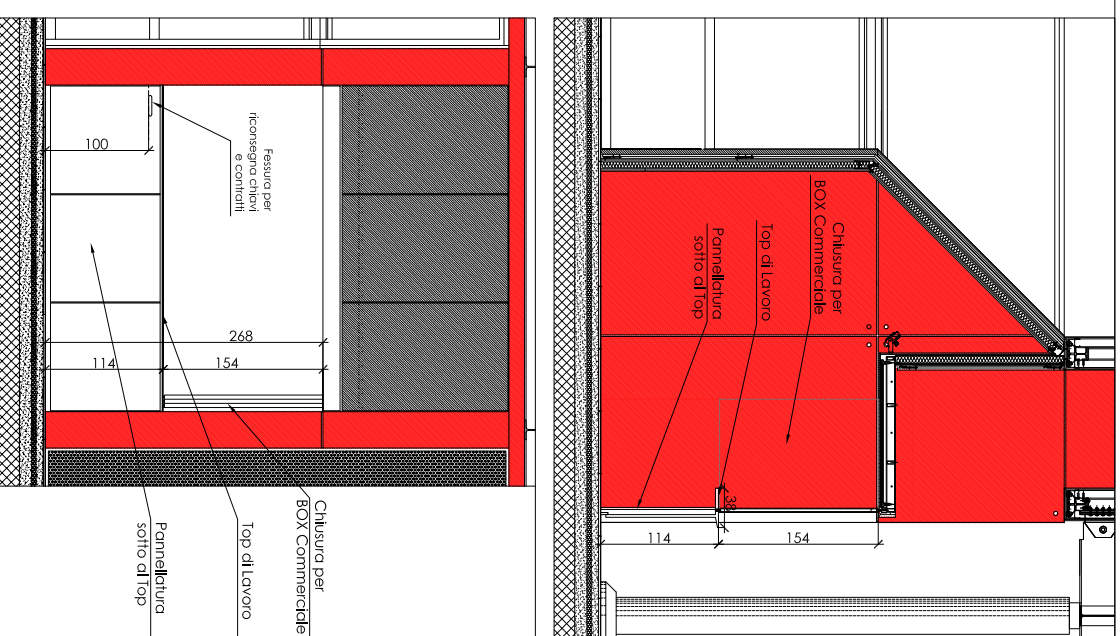 100
Fessura per
riconsegna chiavi
e contratti
268
114
154
Chiusura per
BOX Commerciale
Top di Lavoro
Pannellatura
sotto al Top
Chiusura per
BOX Commerciale
Top di Lavoro
Pannellatura
sotto al Top
38
114
154